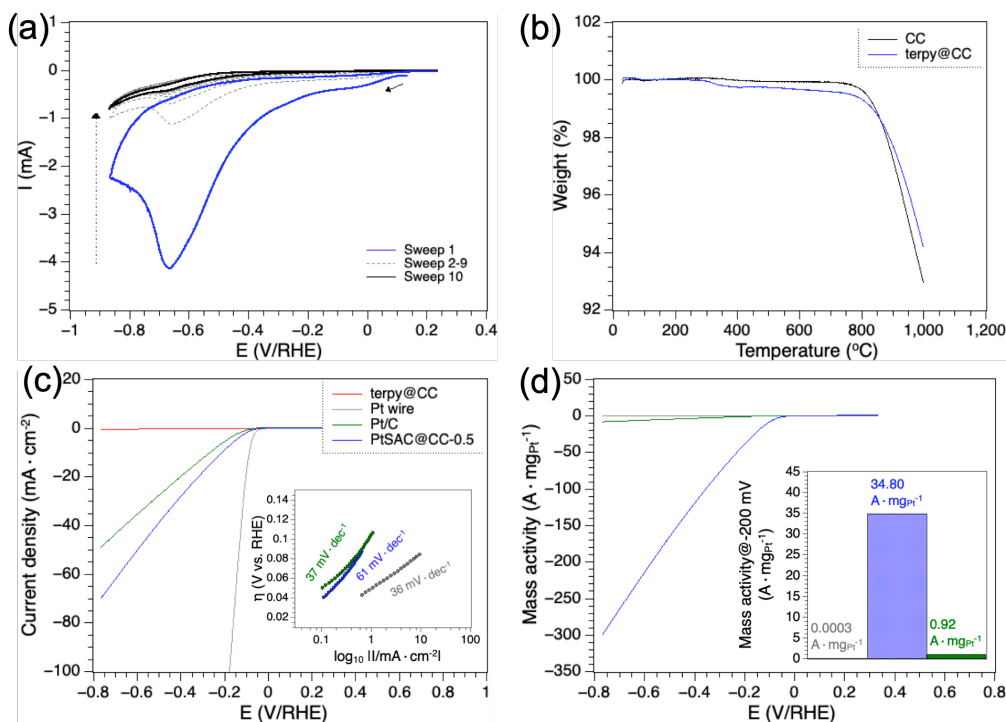 (a)
1
0
−1
−2
−3
−4
−5
I (mA)
Sweep 1
Sweep 2-9
Sweep 10
−1
−0.8
−0.6
−0.4
−0.2
0
0.2
0.4
E (V/RHE)
(b)
102
100
98
96
94
92
Weight (%)
CC
terpy@CC
0
200
400
600
800
1,000
1,200
Temperature (ºC)
(c)
20
0
−20
−40
−60
−80
−100
Current density (mA · cm⁻²)
terpy@CC
Pt wire
Pt/C
PtSAC@CC-0.5
0.14
0.12
0.10
0.08
0.06
0.04
0.02
η (V vs. RHE)
37 mV · dec⁻¹
61 mV · dec⁻¹
36 mV · dec⁻¹
0.1
1
10
100
log₁₀ |I/mA · cm⁻²|
−0.8
−0.6
−0.4
−0.2
0
0.2
0.4
0.6
0.8
1
E (V/RHE)
(d)
50
0
−50
−100
−150
−200
−250
−300
−350
Mass activity (A · mgPt⁻¹)
45
40
35
30
25
20
15
10
5
0
Mass activity@-200 mV
(A · mgPt⁻¹)
34.80
A · mgPt⁻¹
0.0003
A · mgPt⁻¹
0.92
A · mgPt⁻¹
−0.8
−0.6
−0.4
−0.2
0
0.2
0.4
0.6
0.8
E (V/RHE)